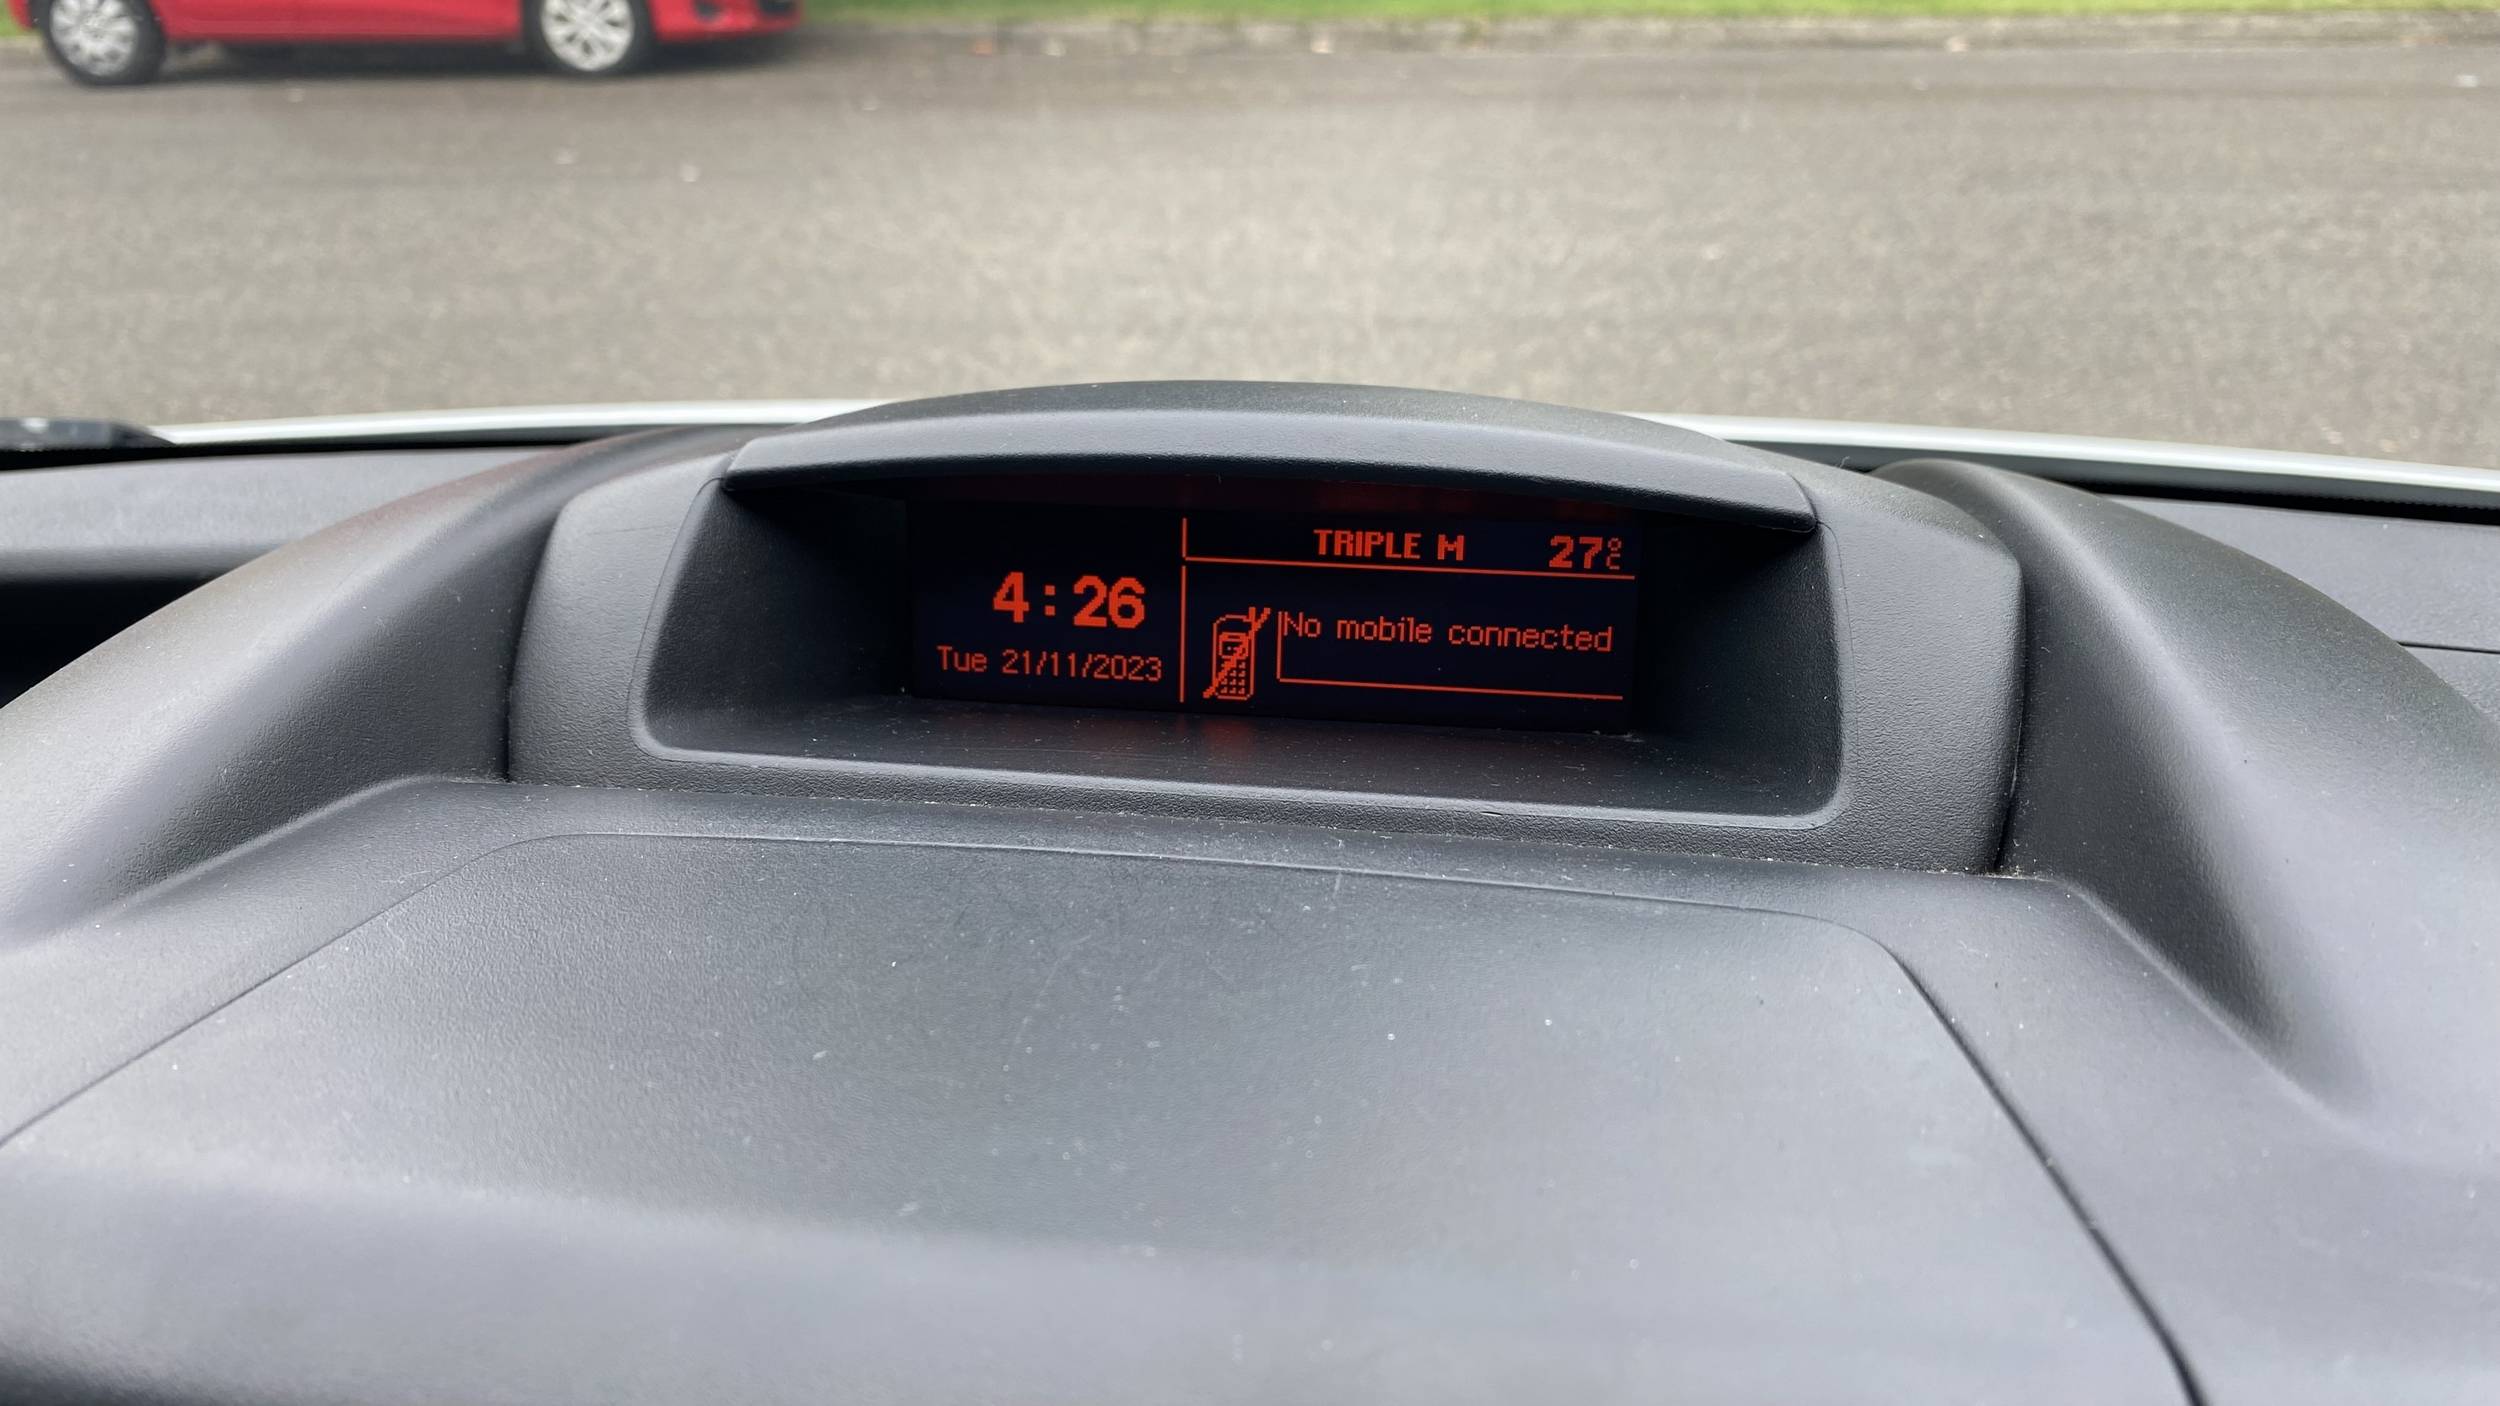 4:26
Tue 21/11/2023
TRIPLE M 27°C
No mobile connected